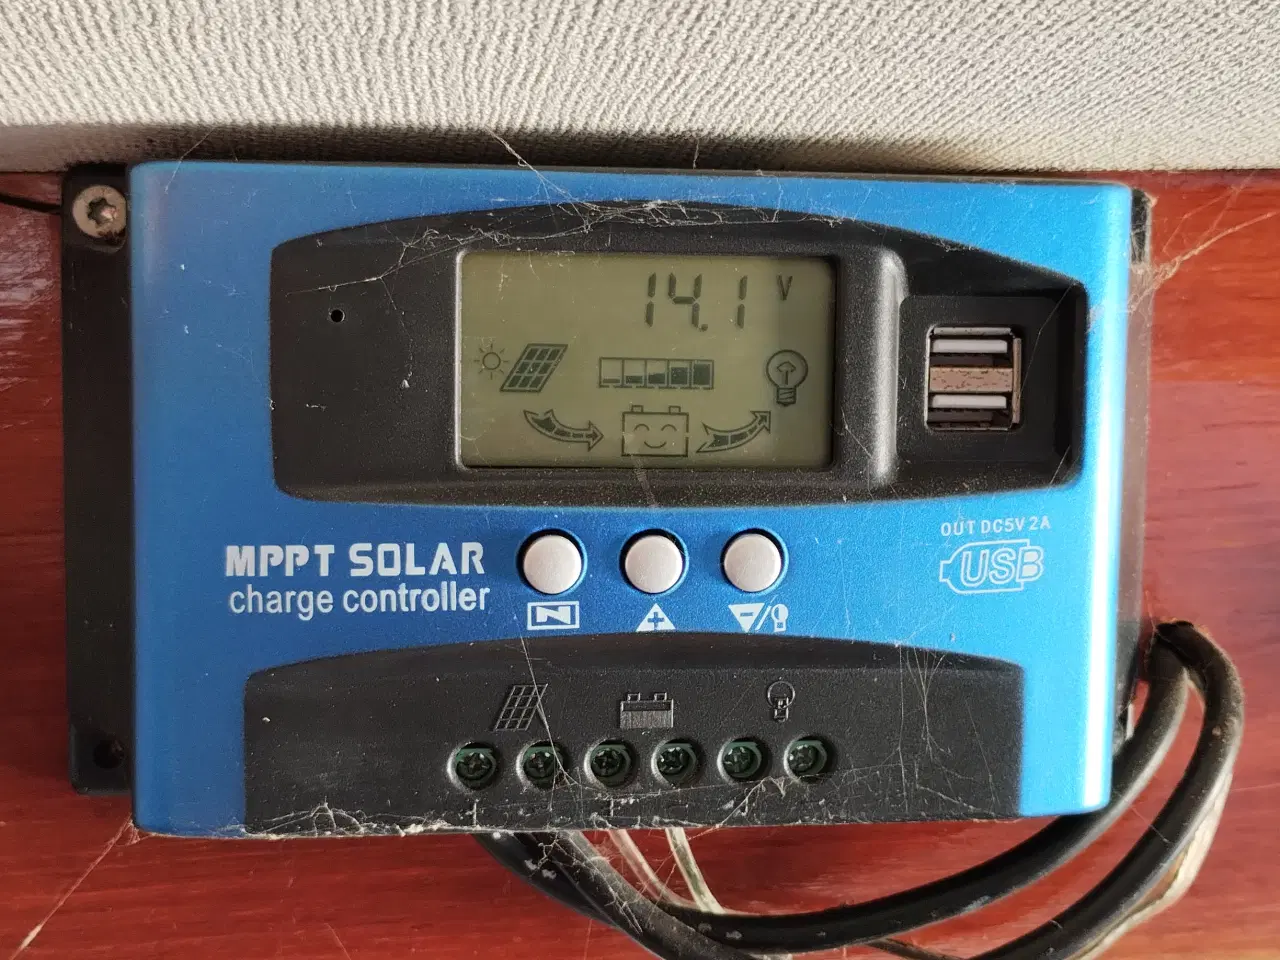 14.1 V
OUT DC5V 2A
USB
MPPT SOLAR
charge controller